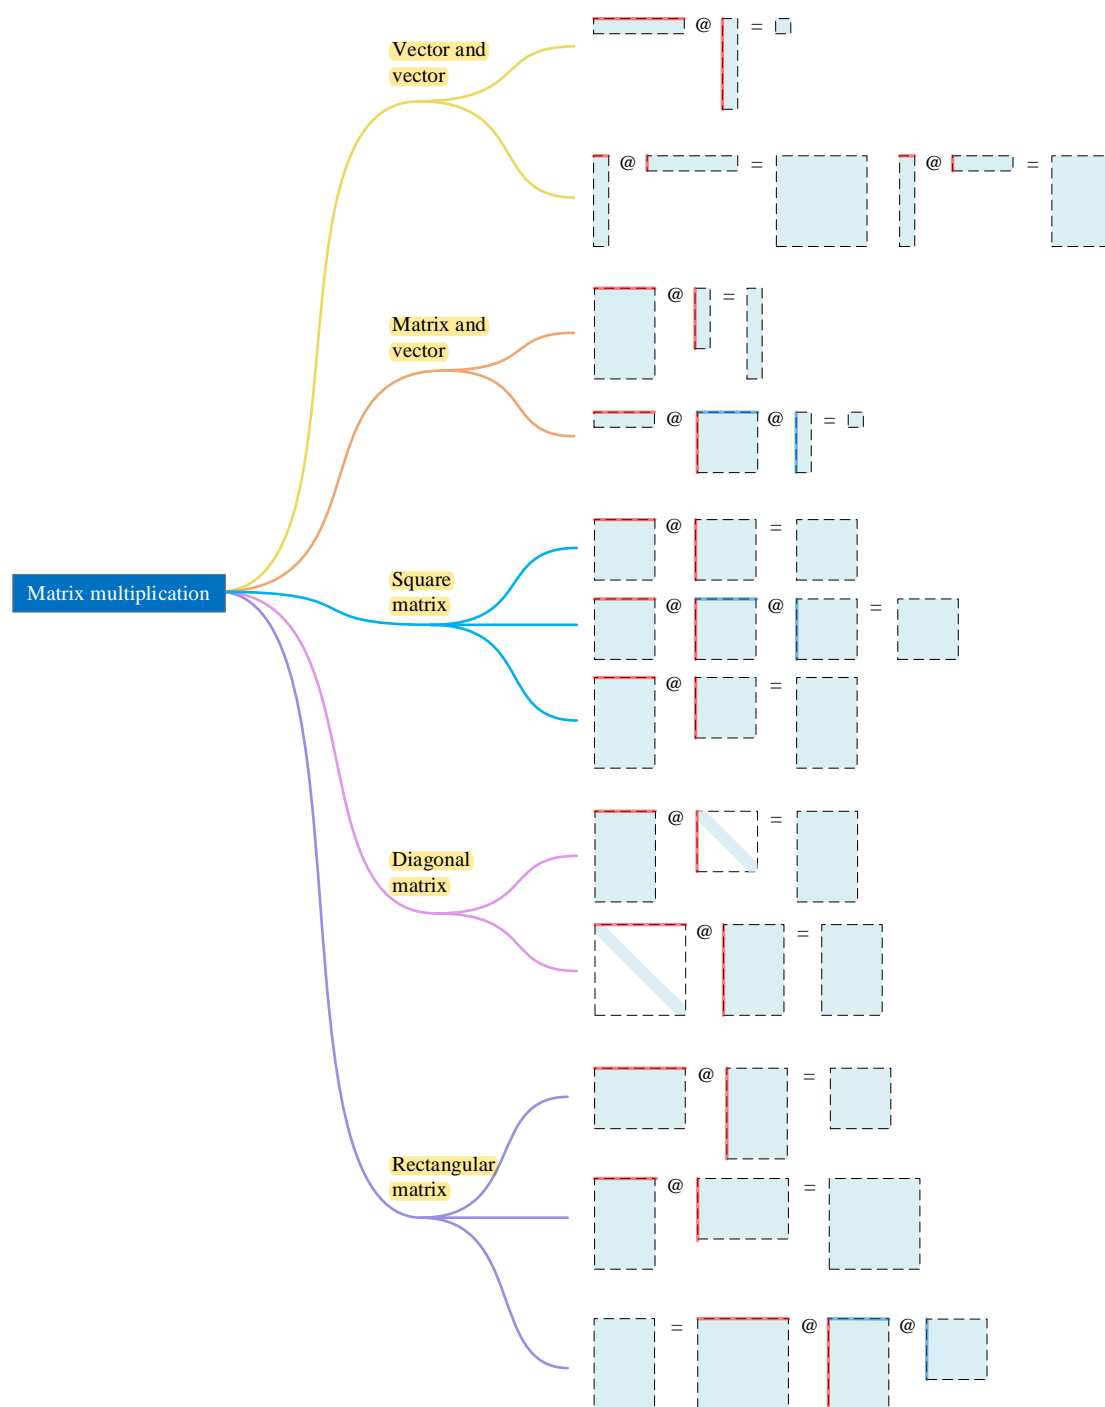 @ =
Vector and
vector
@ = @ =
@ =
Matrix and
vector
@ @ =
@ =
Matrix multiplication
Square
matrix
@ @ =
@ =
@ =
Diagonal
matrix
@ =
@ =
Rectangular
matrix
@ =
= @ @